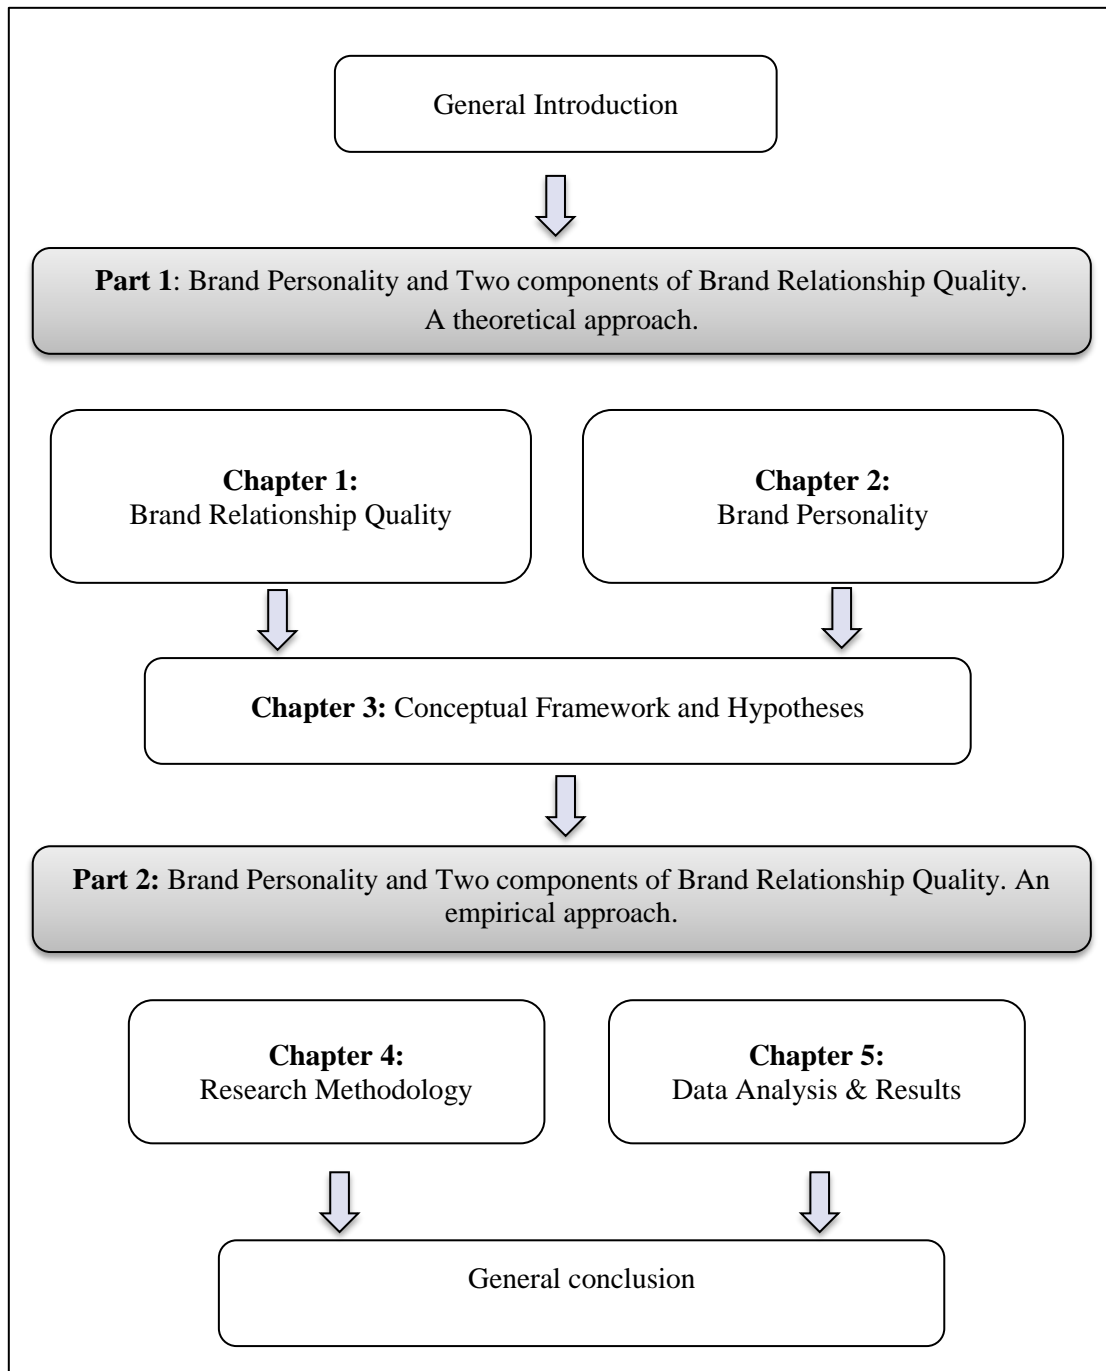 General Introduction
Part 1: Brand Personality and Two components of Brand Relationship Quality.
A theoretical approach.
Chapter 1:
Brand Relationship Quality
Chapter 2:
Brand Personality
Chapter 3: Conceptual Framework and Hypotheses
Part 2: Brand Personality and Two components of Brand Relationship Quality. An
empirical approach.
Chapter 4:
Research Methodology
Chapter 5:
Data Analysis & Results
General conclusion